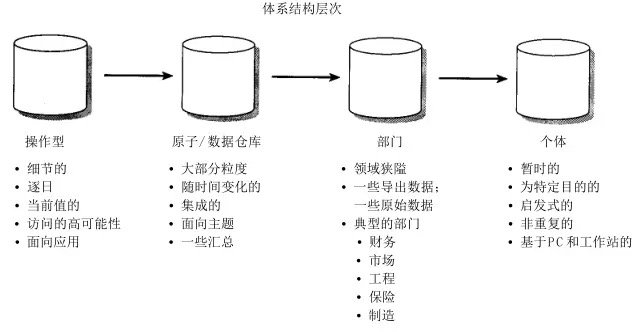 体系结构层次
操作型
• 细节的
• 逐日
• 当前值的
• 访问的高可能性
• 面向应用
原子/数据仓库
• 大部分粒度
• 随时间变化的
• 集成的
• 面向主题
• 一些汇总
部门
• 领域狭隘
• 一些导出数据；
一些原始数据
• 典型的部门
• 财务
• 市场
• 工程
• 保险
• 制造
个体
• 暂时的
• 为特定目的的
• 启发式的
• 非重复的
• 基于PC和工作站的